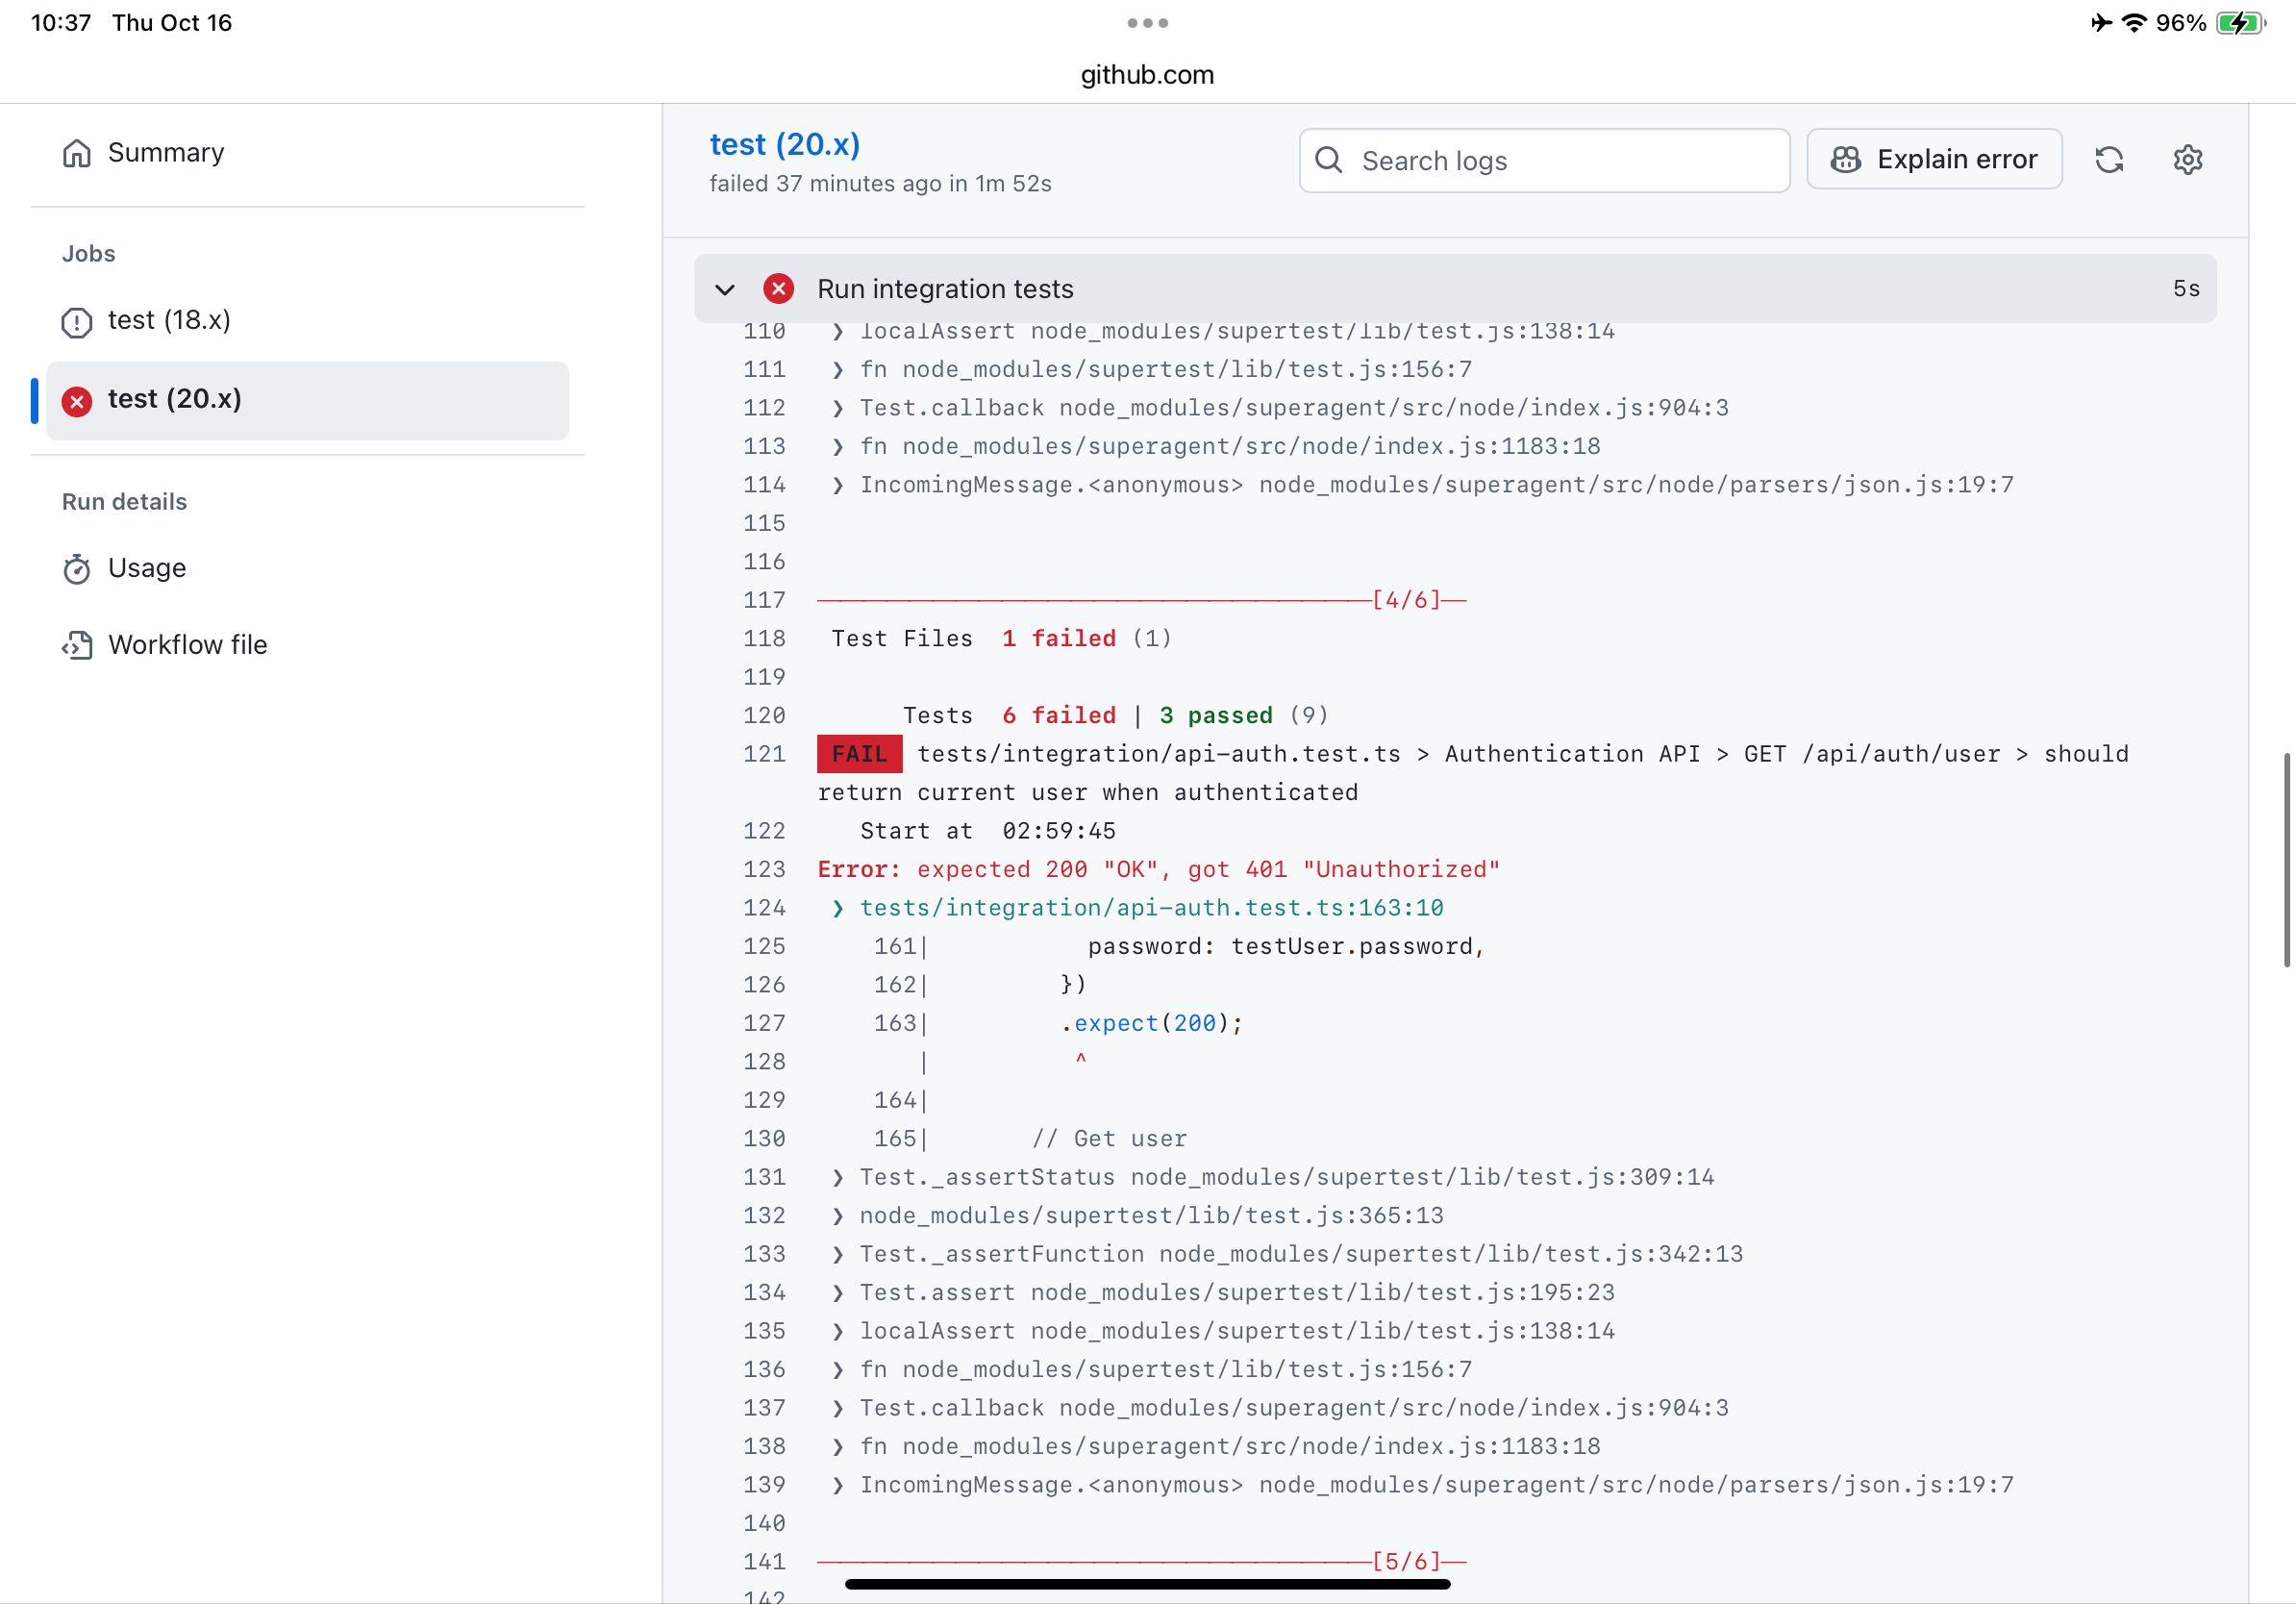 10:37 Thu Oct 16
96%
github.com
Summary
Jobs
test (18.x)
test (20.x)
Run details
Usage
Workflow file
test (20.x)
failed 37 minutes ago in 1m 52s
Search logs
Explain error
Run integration tests
5s
110 ❯ localAssert node_modules/supertest/lib/test.js:138:14
111 ❯ fn node_modules/supertest/lib/test.js:156:7
112 ❯ Test.callback node_modules/superagent/src/node/index.js:904:3
113 ❯ fn node_modules/superagent/src/node/index.js:1183:18
114 ❯ IncomingMessage.<anonymous> node_modules/superagent/src/node/parsers/json.js:19:7
115
116
117 ⎯⎯⎯⎯⎯⎯⎯⎯⎯⎯⎯⎯⎯⎯⎯⎯⎯⎯⎯⎯⎯⎯⎯⎯[4/6]⎯
118 Test Files 1 failed (1)
119
120 Tests 6 failed | 3 passed (9)
121 FAIL tests/integration/api-auth.test.ts > Authentication API > GET /api/auth/user > should
return current user when authenticated
122 Start at 02:59:45
123 Error: expected 200 "OK", got 401 "Unauthorized"
124 ❯ tests/integration/api-auth.test.ts:163:10
125 161| password: testUser.password,
126 162| })
127 163| .expect(200);
128 | ^
129 164|
130 165| // Get user
131 ❯ Test._assertStatus node_modules/supertest/lib/test.js:309:14
132 ❯ node_modules/supertest/lib/test.js:365:13
133 ❯ Test._assertFunction node_modules/supertest/lib/test.js:342:13
134 ❯ Test.assert node_modules/supertest/lib/test.js:195:23
135 ❯ localAssert node_modules/supertest/lib/test.js:138:14
136 ❯ fn node_modules/supertest/lib/test.js:156:7
137 ❯ Test.callback node_modules/superagent/src/node/index.js:904:3
138 ❯ fn node_modules/superagent/src/node/index.js:1183:18
139 ❯ IncomingMessage.<anonymous> node_modules/superagent/src/node/parsers/json.js:19:7
140
141 ⎯⎯⎯⎯⎯⎯⎯⎯⎯⎯⎯⎯⎯⎯⎯⎯⎯⎯⎯⎯⎯⎯⎯⎯[5/6]⎯
142